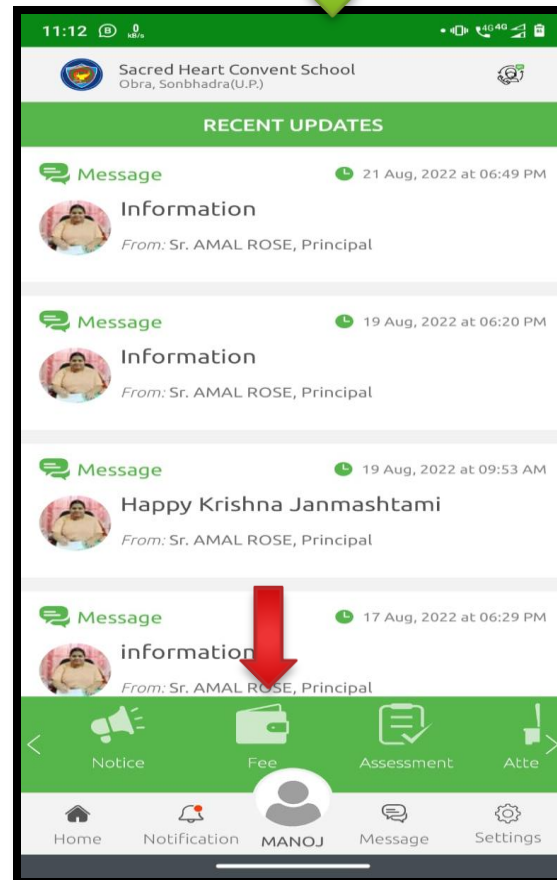 11:12 0 kB/s 4G 4G
Sacred Heart Convent School
Obra, Sonbhadra(U.P.)
RECENT UPDATES
Message 21 Aug, 2022 at 06:49 PM
Information
From: Sr. AMAL ROSE, Principal
Message 19 Aug, 2022 at 06:20 PM
Information
From: Sr. AMAL ROSE, Principal
Message 19 Aug, 2022 at 09:53 AM
Happy Krishna Janmashtami
From: Sr. AMAL ROSE, Principal
Message 17 Aug, 2022 at 06:29 PM
information
From: Sr. AMAL ROSE, Principal
Notice Fee Assessment Atte
Home Notification MANOJ Message Settings